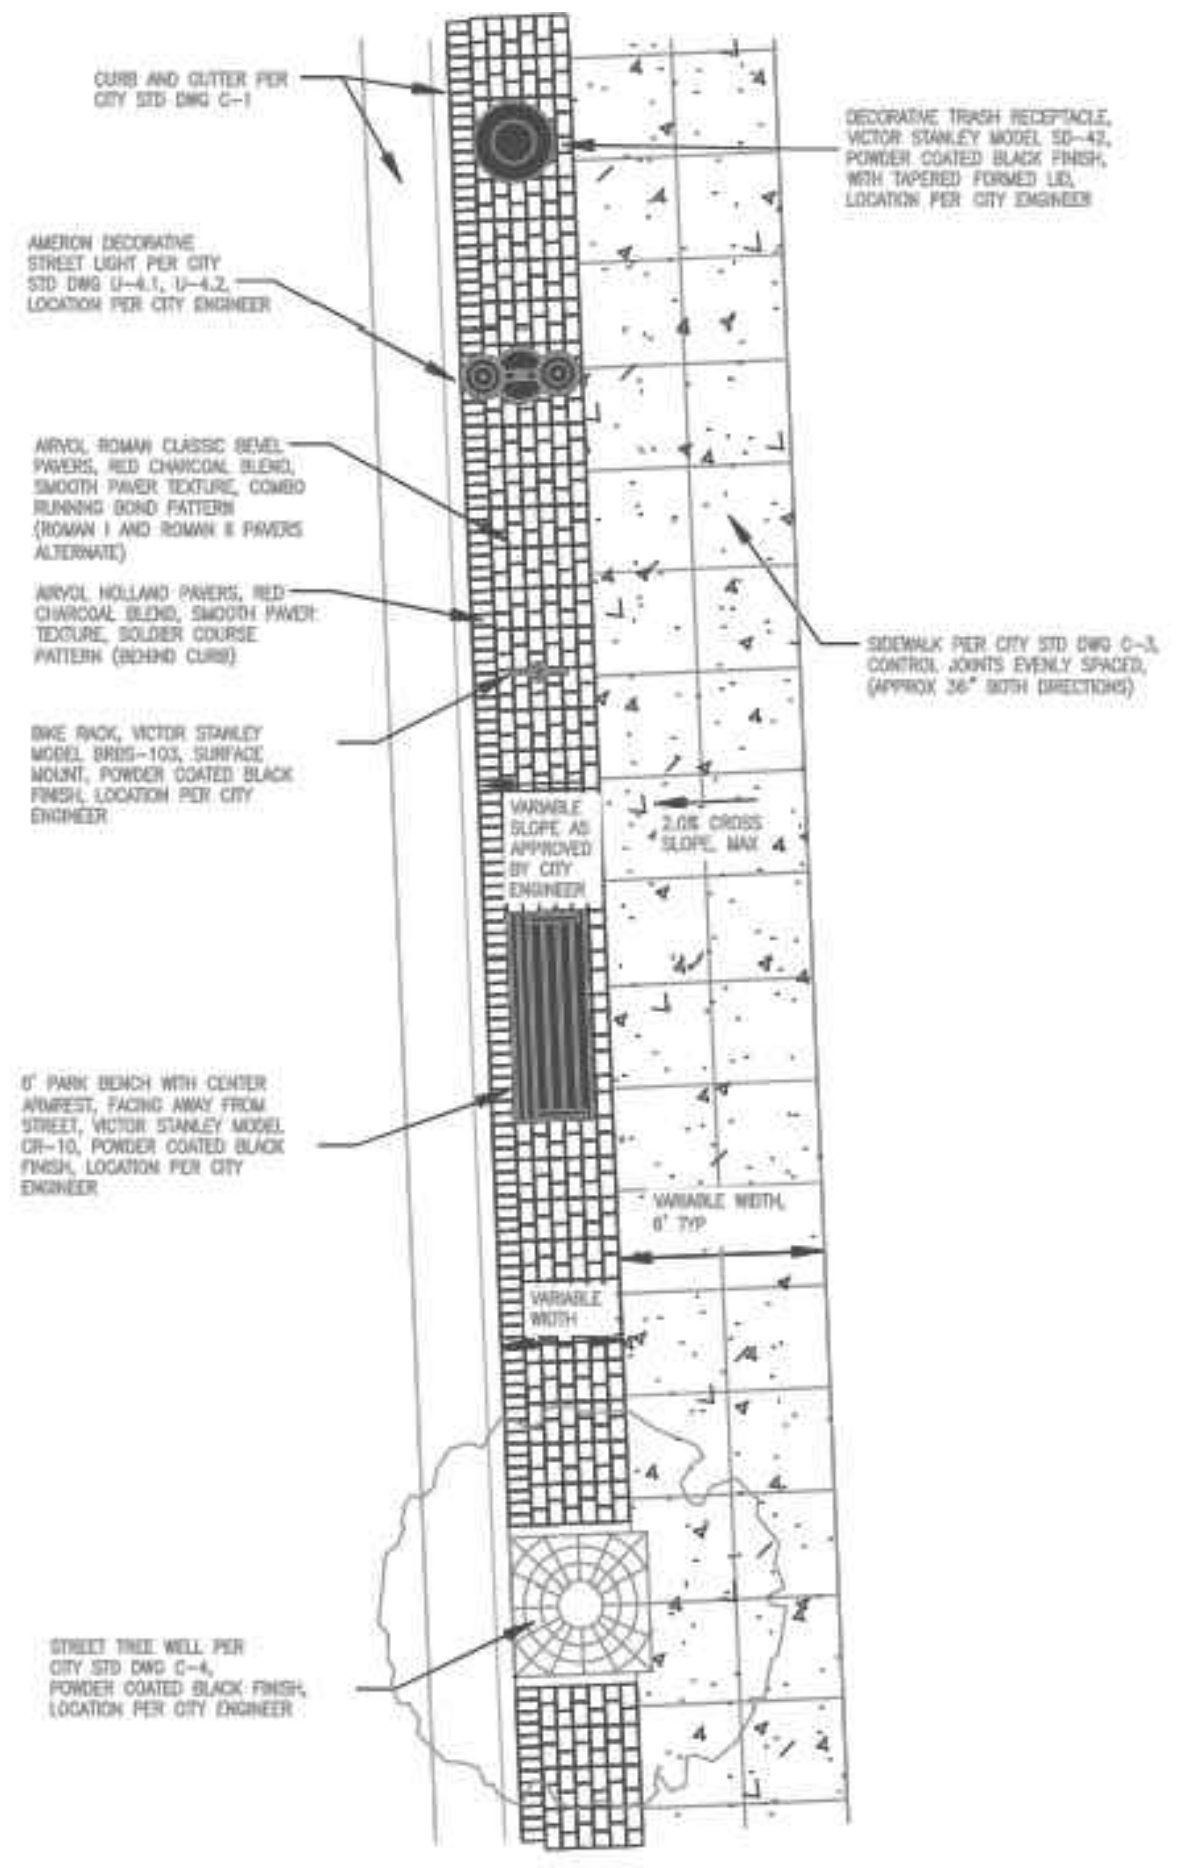 CURB AND GUTTER PER
CITY STD DWG C-1
DECORATIVE TRASH RECEPTACLE,
VICTOR STANLEY MODEL SD-42,
POWDER COATED BLACK FINISH,
WITH TAPERED FORMED LID,
LOCATION PER CITY ENGINEER
AMERON DECORATIVE
STREET LIGHT PER CITY
STD DWG U-4.1, U-4.2,
LOCATION PER CITY ENGINEER
AIRVOL ROMAN CLASSIC BEVEL
PAVERS, RED CHARCOAL BLEND,
SMOOTH PAVER TEXTURE, COMBO
RUNNING BOND PATTERN
(ROMAN I AND ROMAN II PAVERS
ALTERNATE)
AIRVOL HOLLAND PAVERS, RED
CHARCOAL BLEND, SMOOTH PAVER
TEXTURE, SOLDIER COURSE
PATTERN (BEHIND CURB)
SIDEWALK PER CITY STD DWG C-3,
CONTROL JOINTS EVENLY SPACED,
(APPROX 36" BOTH DIRECTIONS)
BIKE RACK, VICTOR STANLEY
MODEL BRBS-103, SURFACE
MOUNT, POWDER COATED BLACK
FINISH, LOCATION PER CITY
ENGINEER
VARIABLE
SLOPE AS
APPROVED
BY CITY
ENGINEER
2.0% CROSS
SLOPE, MAX
6' PARK BENCH WITH CENTER
ARMREST, FACING AWAY FROM
STREET, VICTOR STANLEY MODEL
CR-10, POWDER COATED BLACK
FINISH, LOCATION PER CITY
ENGINEER
VARIABLE WIDTH,
6' TYP
VARIABLE
WIDTH
STREET TREE WELL PER
CITY STD DWG C-4,
POWDER COATED BLACK FINISH,
LOCATION PER CITY ENGINEER